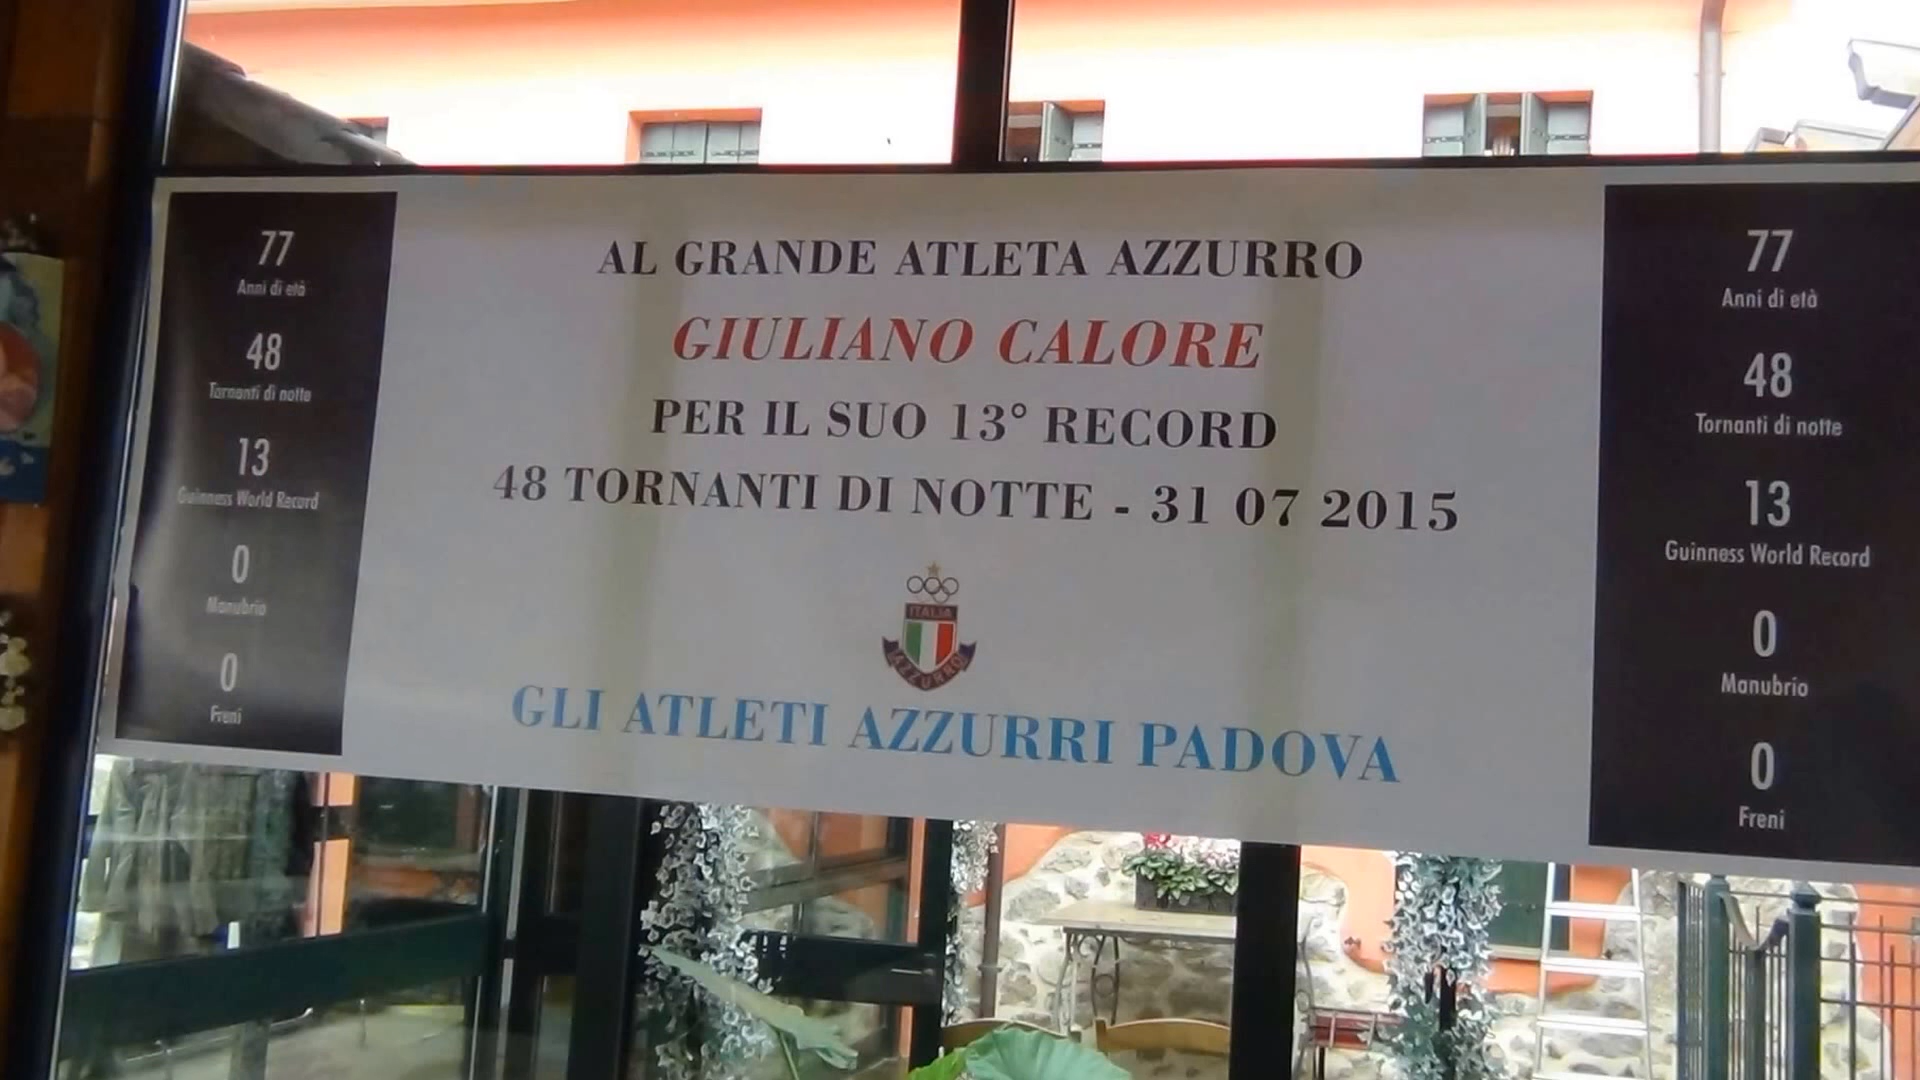 77
Anni di età
48
Tornanti di notte
13
Guinness World Record
0
Manubrio
0
Freni
AL GRANDE ATLETA AZZURRO
GIULIANO CALORE
PER IL SUO 13° RECORD
48 TORNANTI DI NOTTE - 31 07 2015
ITALIA
AZZURRO
GLI ATLETI AZZURRI PADOVA
77
Anni di età
48
Tornanti di notte
13
Guinness World Record
0
Manubrio
0
Freni